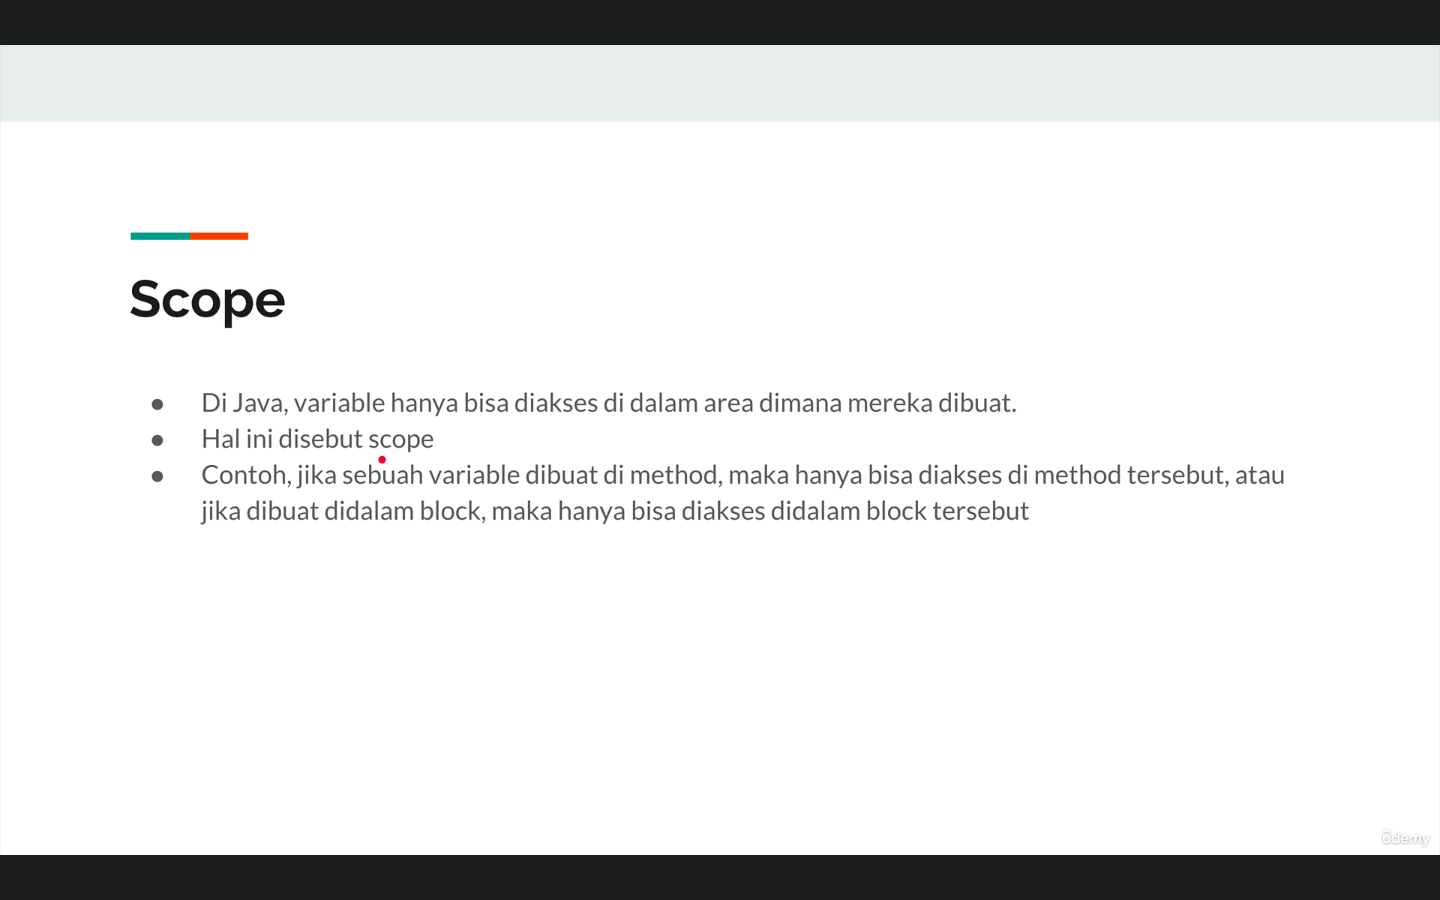 Scope
● Di Java, variable hanya bisa diakses di dalam area dimana mereka dibuat.
● Hal ini disebut scope
● Contoh, jika sebuah variable dibuat di method, maka hanya bisa diakses di method tersebut, atau
jika dibuat didalam block, maka hanya bisa diakses didalam block tersebut
ûdemy